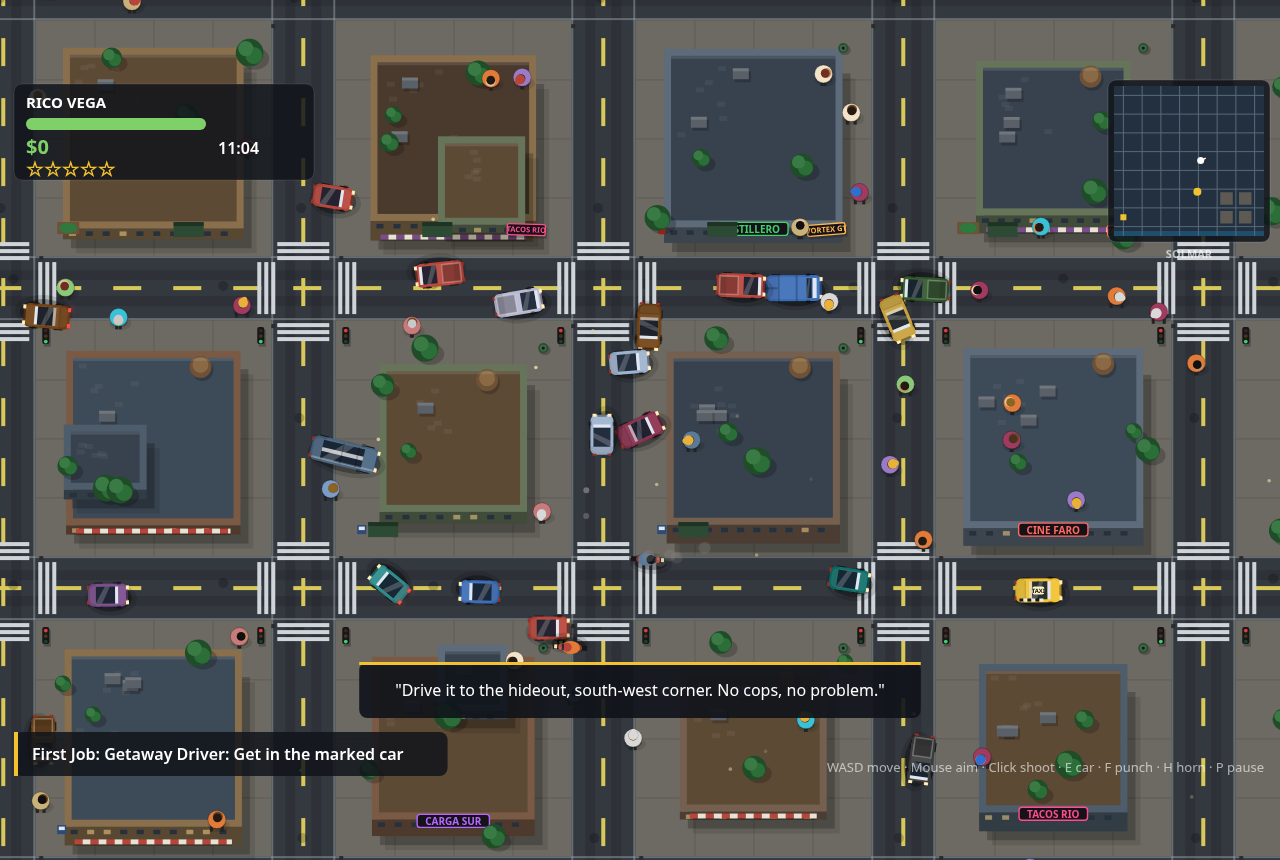 RICO VEGA
$0
11:04
TACOS RIO
STILLERO
VORTEX G
SOLMAR
CINE FARO
TAXI
"Drive it to the hideout, south-west corner. No cops, no problem."
First Job: Getaway Driver: Get in the marked car
WASD move · Mouse aim · Click shoot · E car · F punch · H horn · P pause
CARGA SUR
TACOS RIO